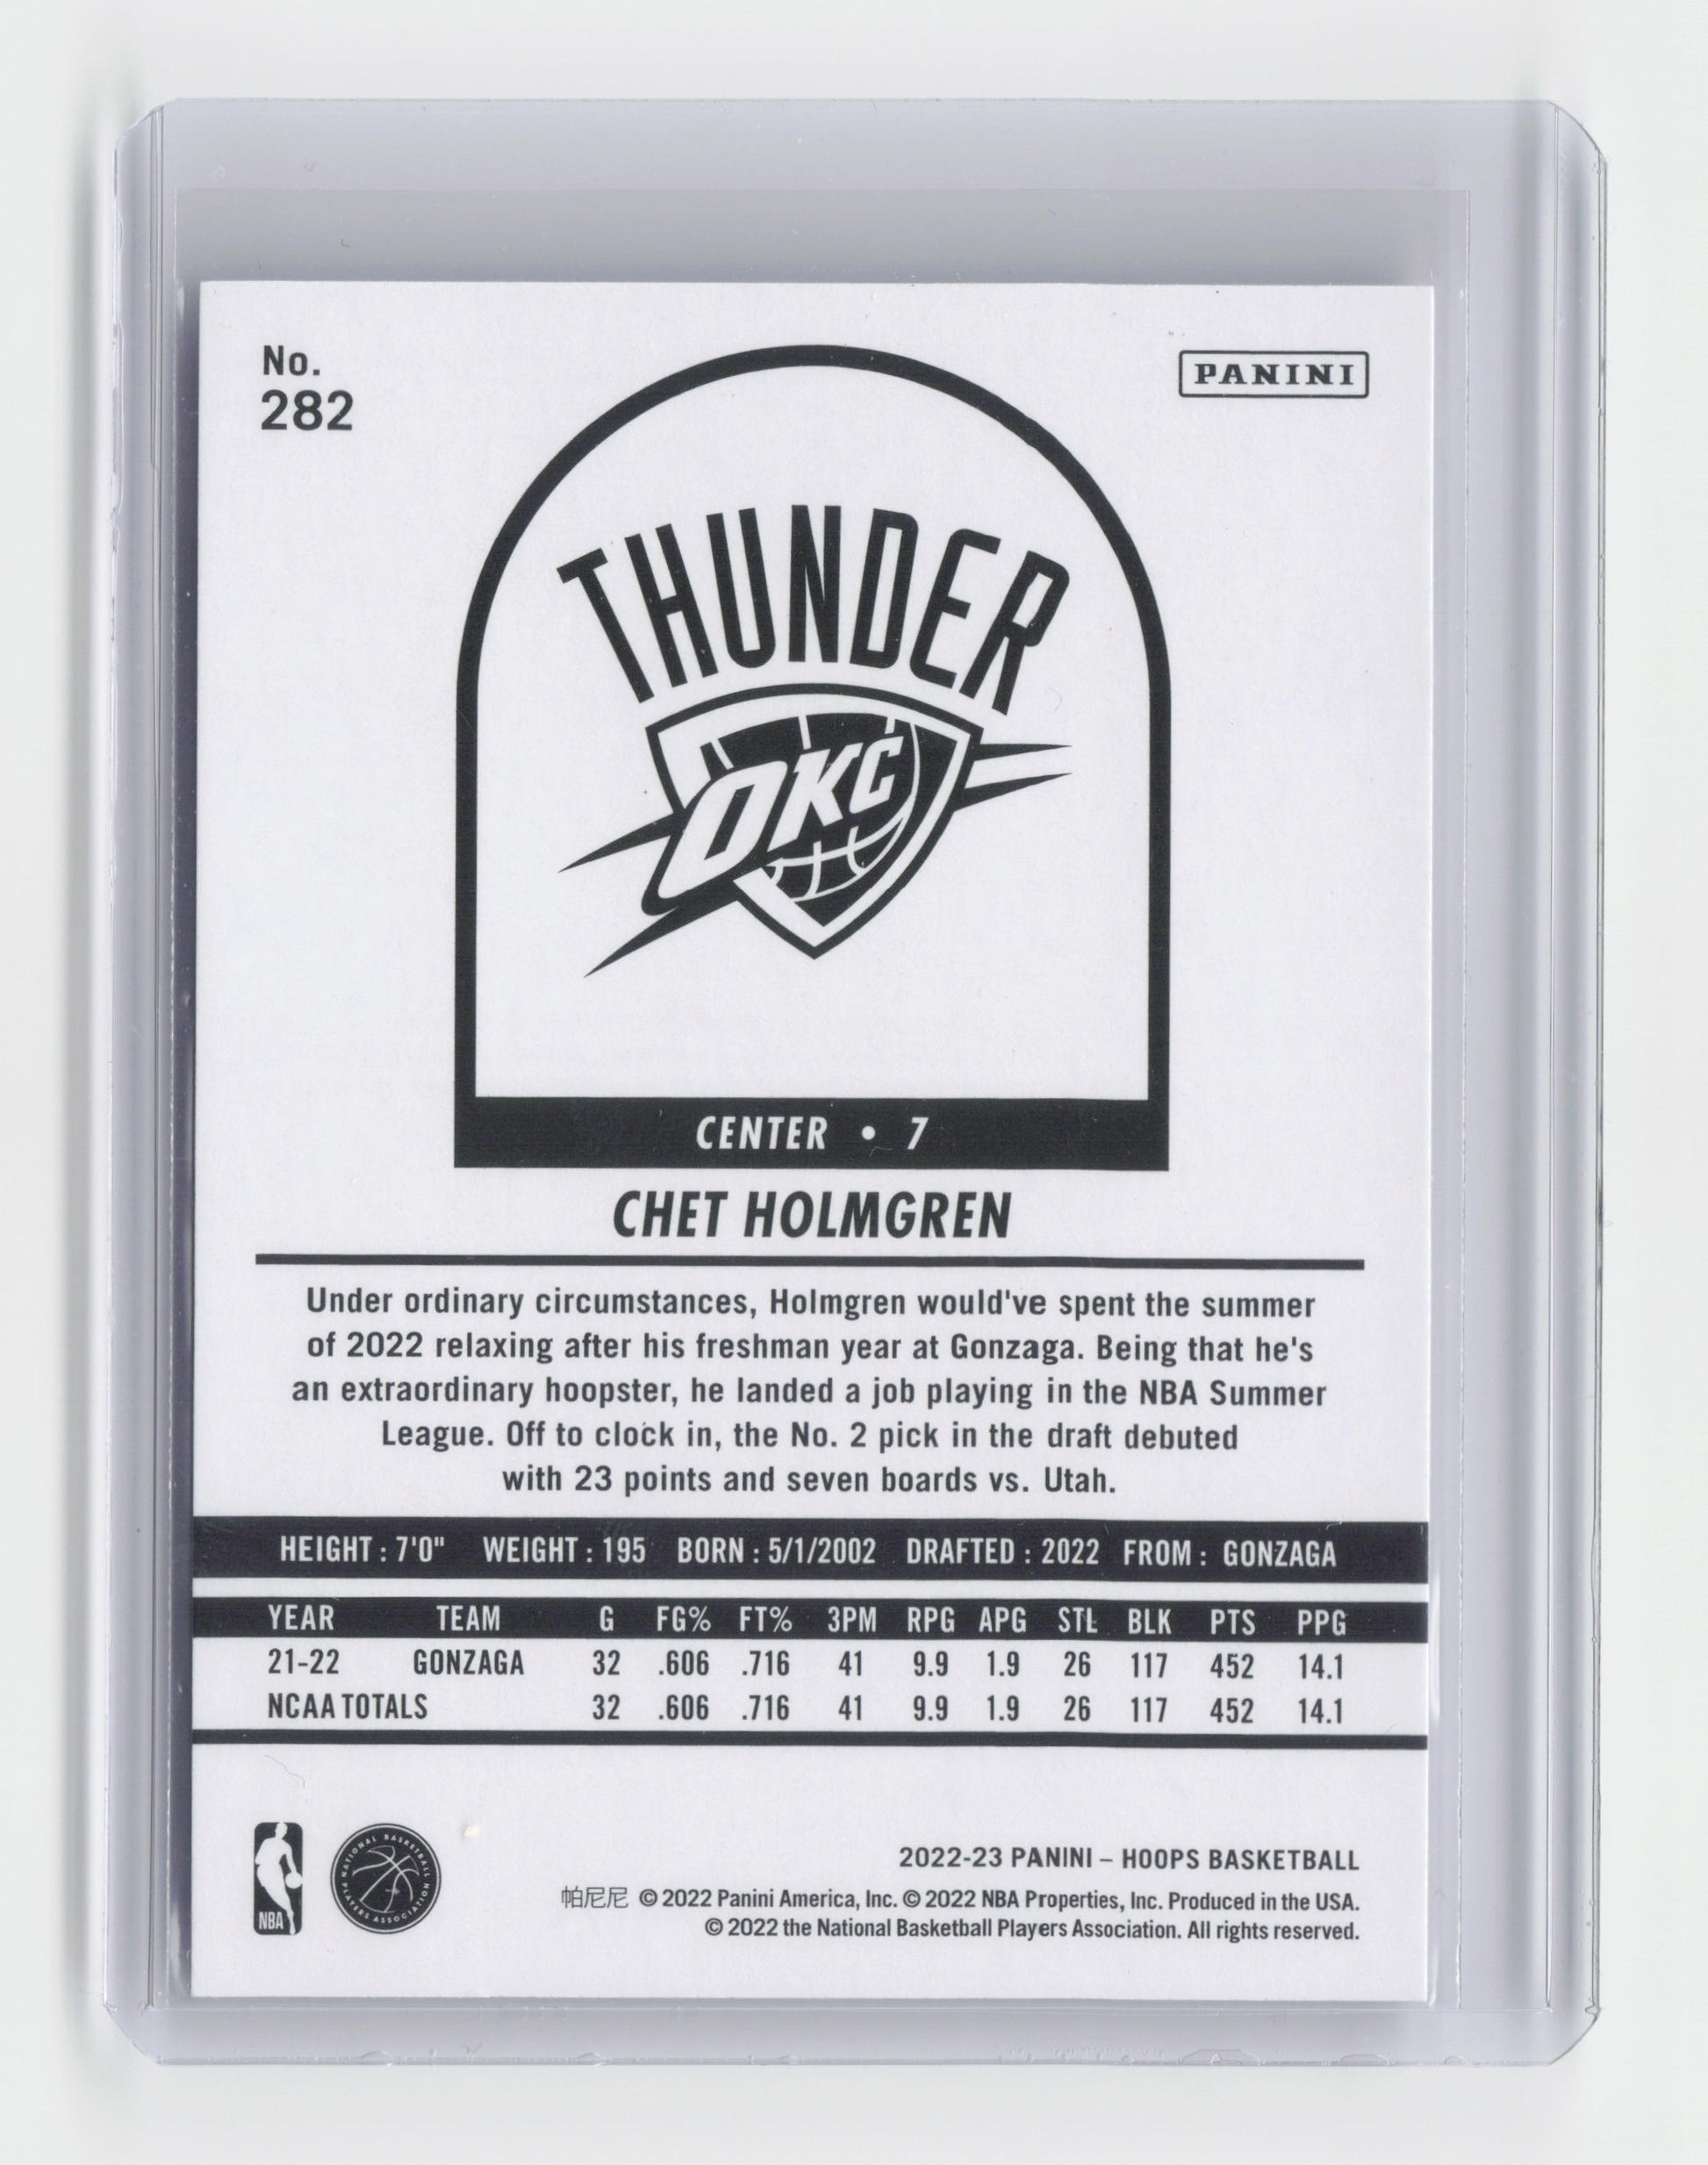 No.
282
PANINI
THUNDER
OKC
CENTER • 7
CHET HOLMGREN
Under ordinary circumstances, Holmgren would've spent the summer
of 2022 relaxing after his freshman year at Gonzaga. Being that he's
an extraordinary hoopster, he landed a job playing in the NBA Summer
League. Off to clock in, the No. 2 pick in the draft debuted
with 23 points and seven boards vs. Utah.
HEIGHT : 7'0" WEIGHT : 195 BORN : 5/1/2002 DRAFTED : 2022 FROM : GONZAGA
YEAR TEAM G FG% FT% 3PM RPG APG STL BLK PTS PPG
21-22 GONZAGA 32 .606 .716 41 9.9 1.9 26 117 452 14.1
NCAA TOTALS 32 .606 .716 41 9.9 1.9 26 117 452 14.1
NBA
NATIONAL BASKETBALL PLAYERS ASSOCIATION
2022-23 PANINI – HOOPS BASKETBALL
帕尼尼 © 2022 Panini America, Inc. © 2022 NBA Properties, Inc. Produced in the USA.
© 2022 the National Basketball Players Association. All rights reserved.